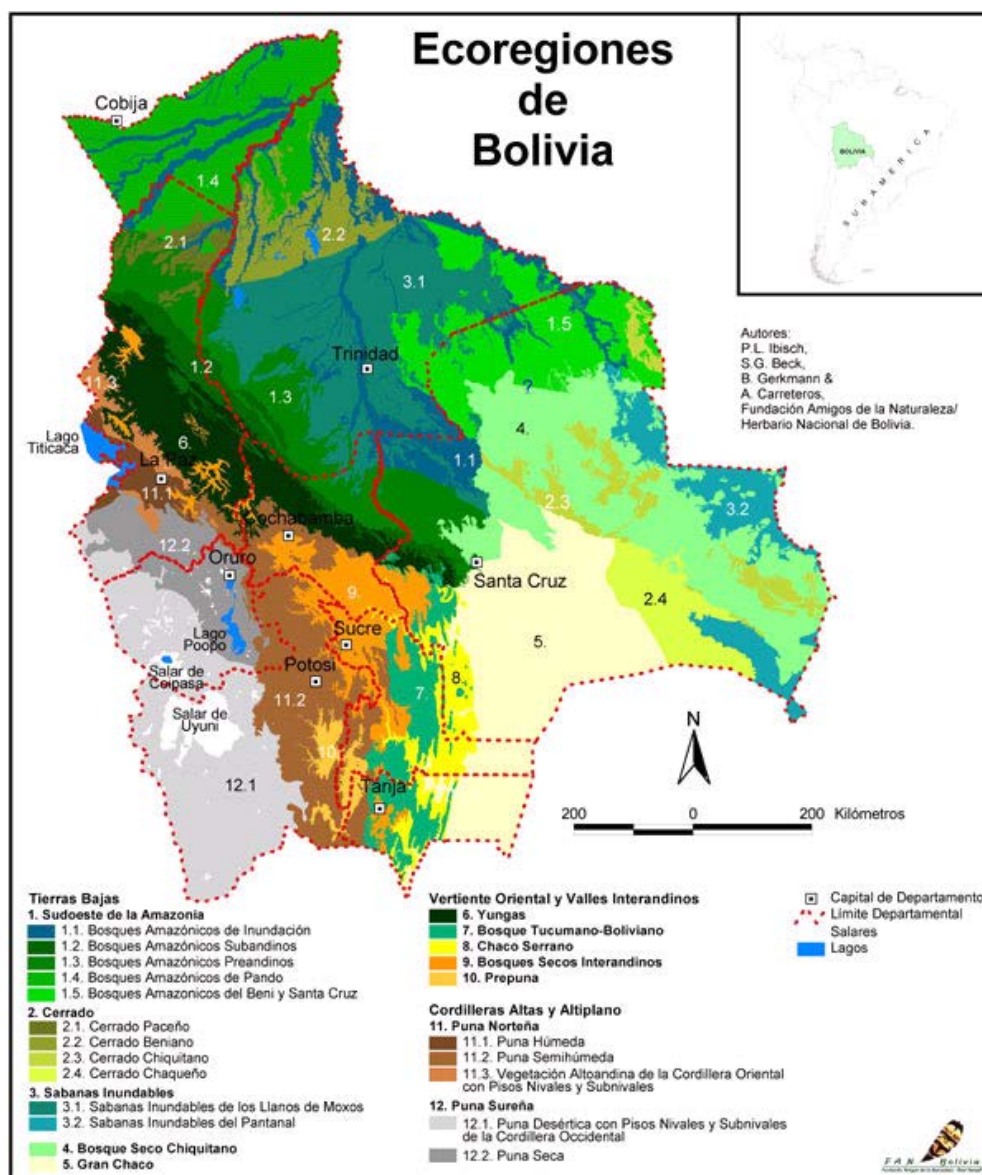 Ecoregiones
de
Bolivia
BOLIVIA
SURAMERICA
Autores:
P.L. Ibisch,
S.G. Beck,
B. Gerkmann &
A. Carreteros,
Fundación Amigos de la Naturaleza/
Herbario Nacional de Bolivia.
Cobija
1.4
2.1
2.2
3.1
1.5
Trinidad
1.2
11.3
1.3
?
Lago
Titicaca
6.
4.
La Paz
11.1
1.1
2.3
3.2
Cochabamba
12.2
Oruro
Santa Cruz
9.
2.4
Lago
Poopo
Sucre
5.
Potosi
Salar de
Coipasa
11.2
7
8.
Salar de
Uyuni
10
12.1
Tarija
N
200 0 200 Kilómetros
Tierras Bajas
1. Sudoeste de la Amazonia
1.1. Bosques Amazónicos de Inundación
1.2. Bosques Amazónicos Subandinos
1.3. Bosques Amazónicos Preandinos
1.4. Bosques Amazónicos de Pando
1.5. Bosques Amazonicos del Beni y Santa Cruz
2. Cerrado
2.1. Cerrado Paceño
2.2. Cerrado Beniano
2.3. Cerrado Chiquitano
2.4. Cerrado Chaqueño
3. Sabanas Inundables
3.1. Sabanas Inundables de los Llanos de Moxos
3.2. Sabanas Inundables del Pantanal
4. Bosque Seco Chiquitano
5. Gran Chaco
Vertiente Oriental y Valles Interandinos
6. Yungas
7. Bosque Tucumano-Boliviano
8. Chaco Serrano
9. Bosques Secos Interandinos
10. Prepuna
Cordilleras Altas y Altiplano
11. Puna Norteña
11.1. Puna Húmeda
11.2. Puna Semihúmeda
11.3. Vegetación Altoandina de la Cordillera Oriental
con Pisos Nivales y Subnivales
12. Puna Sureña
12.1. Puna Desértica con Pisos Nivales y Subnivales
de la Cordillera Occidental
12.2. Puna Seca
Capital de Departamento
Límite Departamental
Salares
Lagos
FAN Bolivia